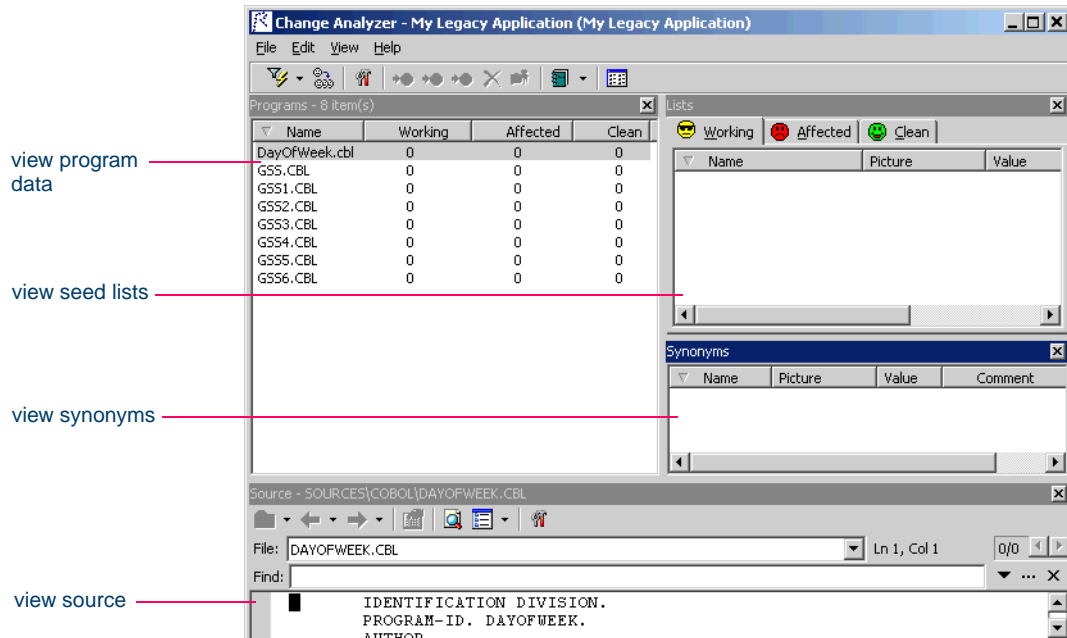 Change Analyzer - My Legacy Application (My Legacy Application)
File Edit View Help
Programs - 8 item(s)
Name Working Affected Clean
DayOfWeek.cbl 0 0 0
GSS.CBL 0 0 0
GSS1.CBL 0 0 0
GSS2.CBL 0 0 0
GSS3.CBL 0 0 0
GSS4.CBL 0 0 0
GSS5.CBL 0 0 0
GSS6.CBL 0 0 0
Lists
Working Affected Clean
Name Picture Value
Synonyms
Name Picture Value Comment
Source - SOURCES\COBOL\DAYOFWEEK.CBL
File: DAYOFWEEK.CBL Ln 1, Col 1 0/0
Find:
IDENTIFICATION DIVISION.
PROGRAM-ID. DAYOFWEEK.
AUTHOR
view program
data
view seed lists
view synonyms
view source